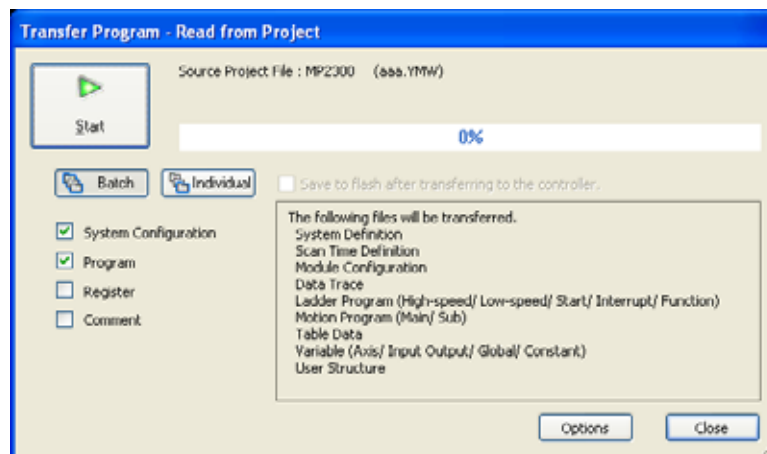 Transfer Program - Read from Project
Source Project File : MP2300 (aaa.YMW)
Start
0%
Batch
Individual
Save to flash after transferring to the controller.
System Configuration
Program
Register
Comment
The following files will be transferred.
System Definition
Scan Time Definition
Module Configuration
Data Trace
Ladder Program (High-speed/ Low-speed/ Start/ Interrupt/ Function)
Motion Program (Main/ Sub)
Table Data
Variable (Axis/ Input Output/ Global/ Constant)
User Structure
Options
Close